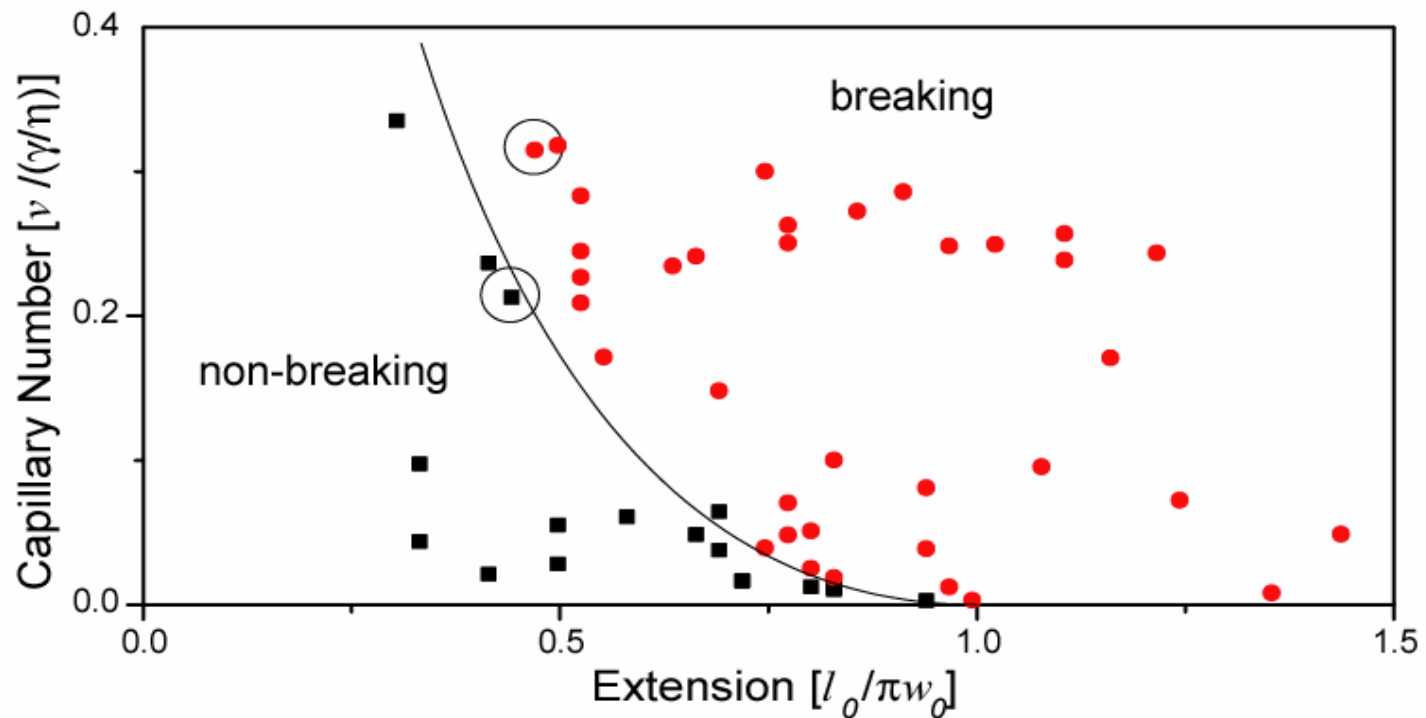 0.4
breaking
0.2
non-breaking
0.0
0.0
0.5
1.0
1.5
Capillary Number [ν /(γ/η)]
Extension [l₀/πw₀]